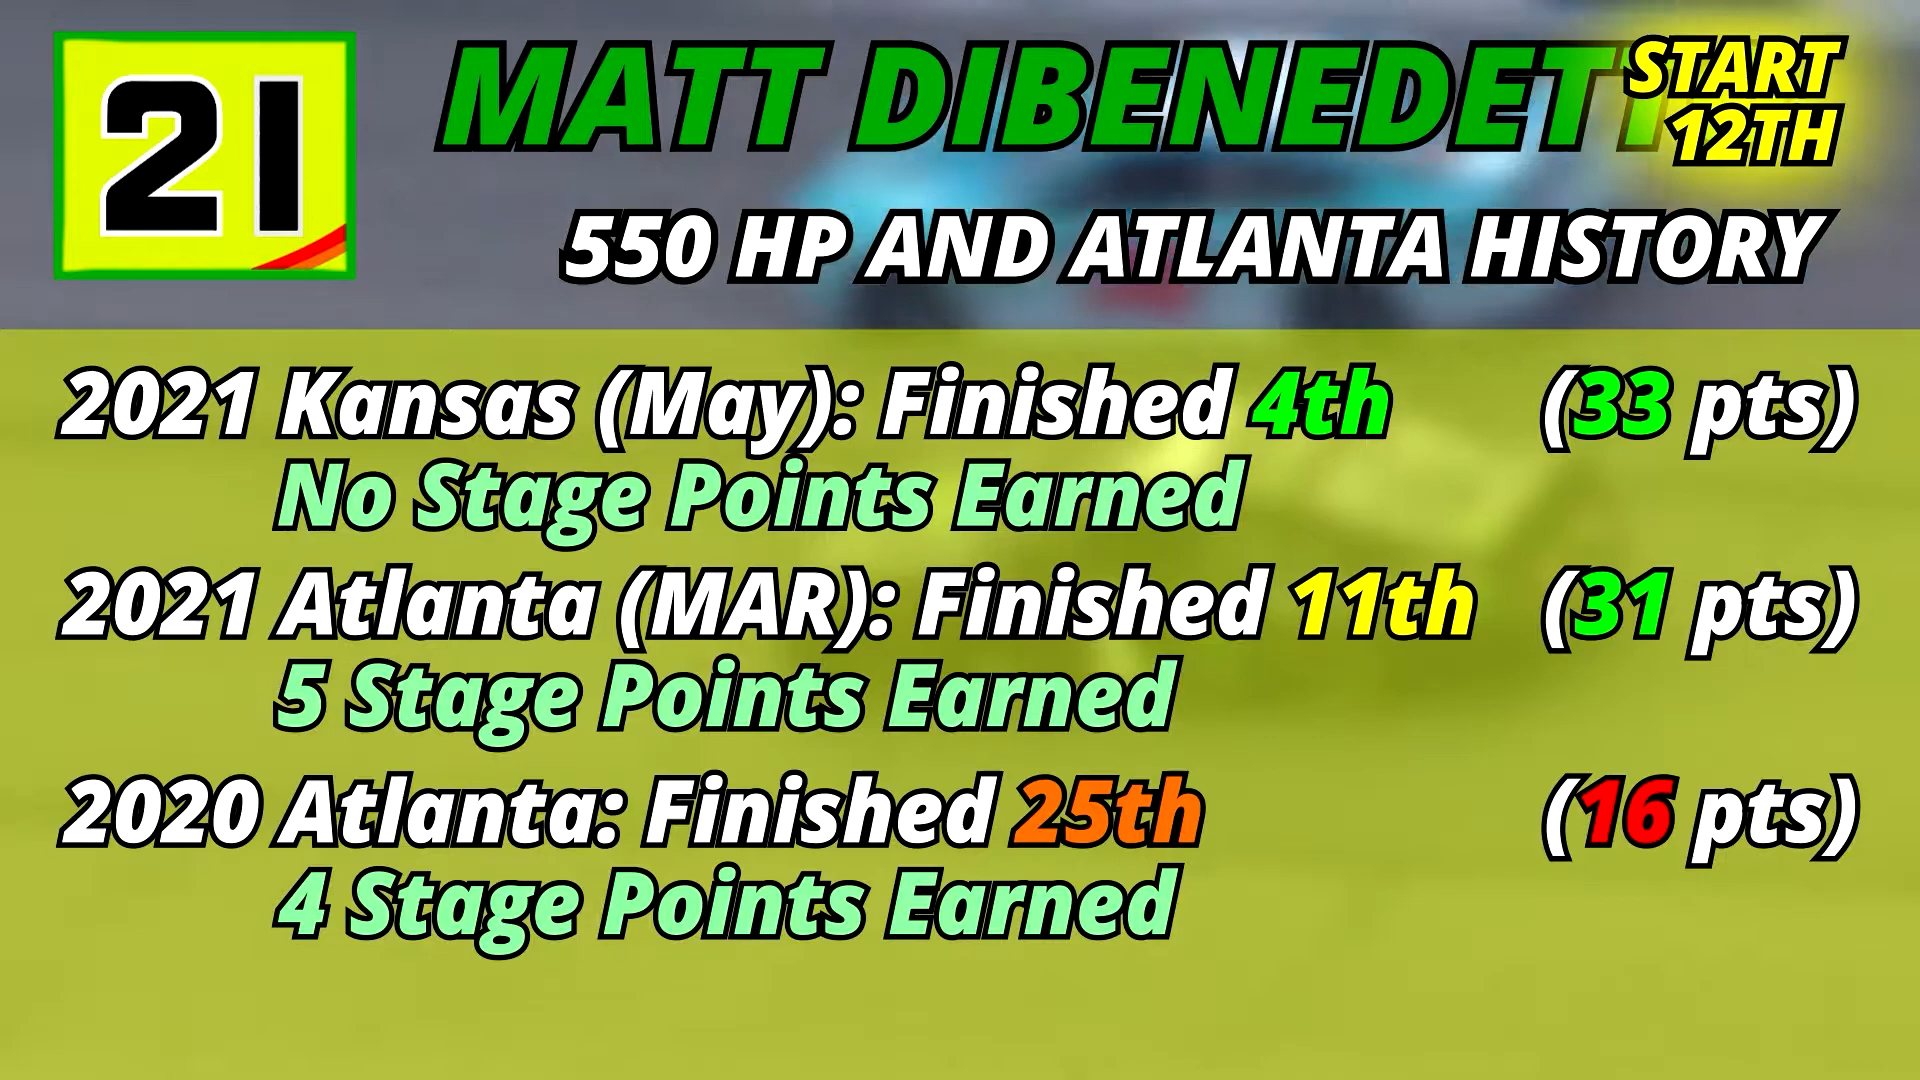 21
MATT DIBENEDETT
START
12TH
550 HP AND ATLANTA HISTORY
2021 Kansas (May): Finished 4th (33 pts)
No Stage Points Earned
2021 Atlanta (MAR): Finished 11th (31 pts)
5 Stage Points Earned
2020 Atlanta: Finished 25th (16 pts)
4 Stage Points Earned